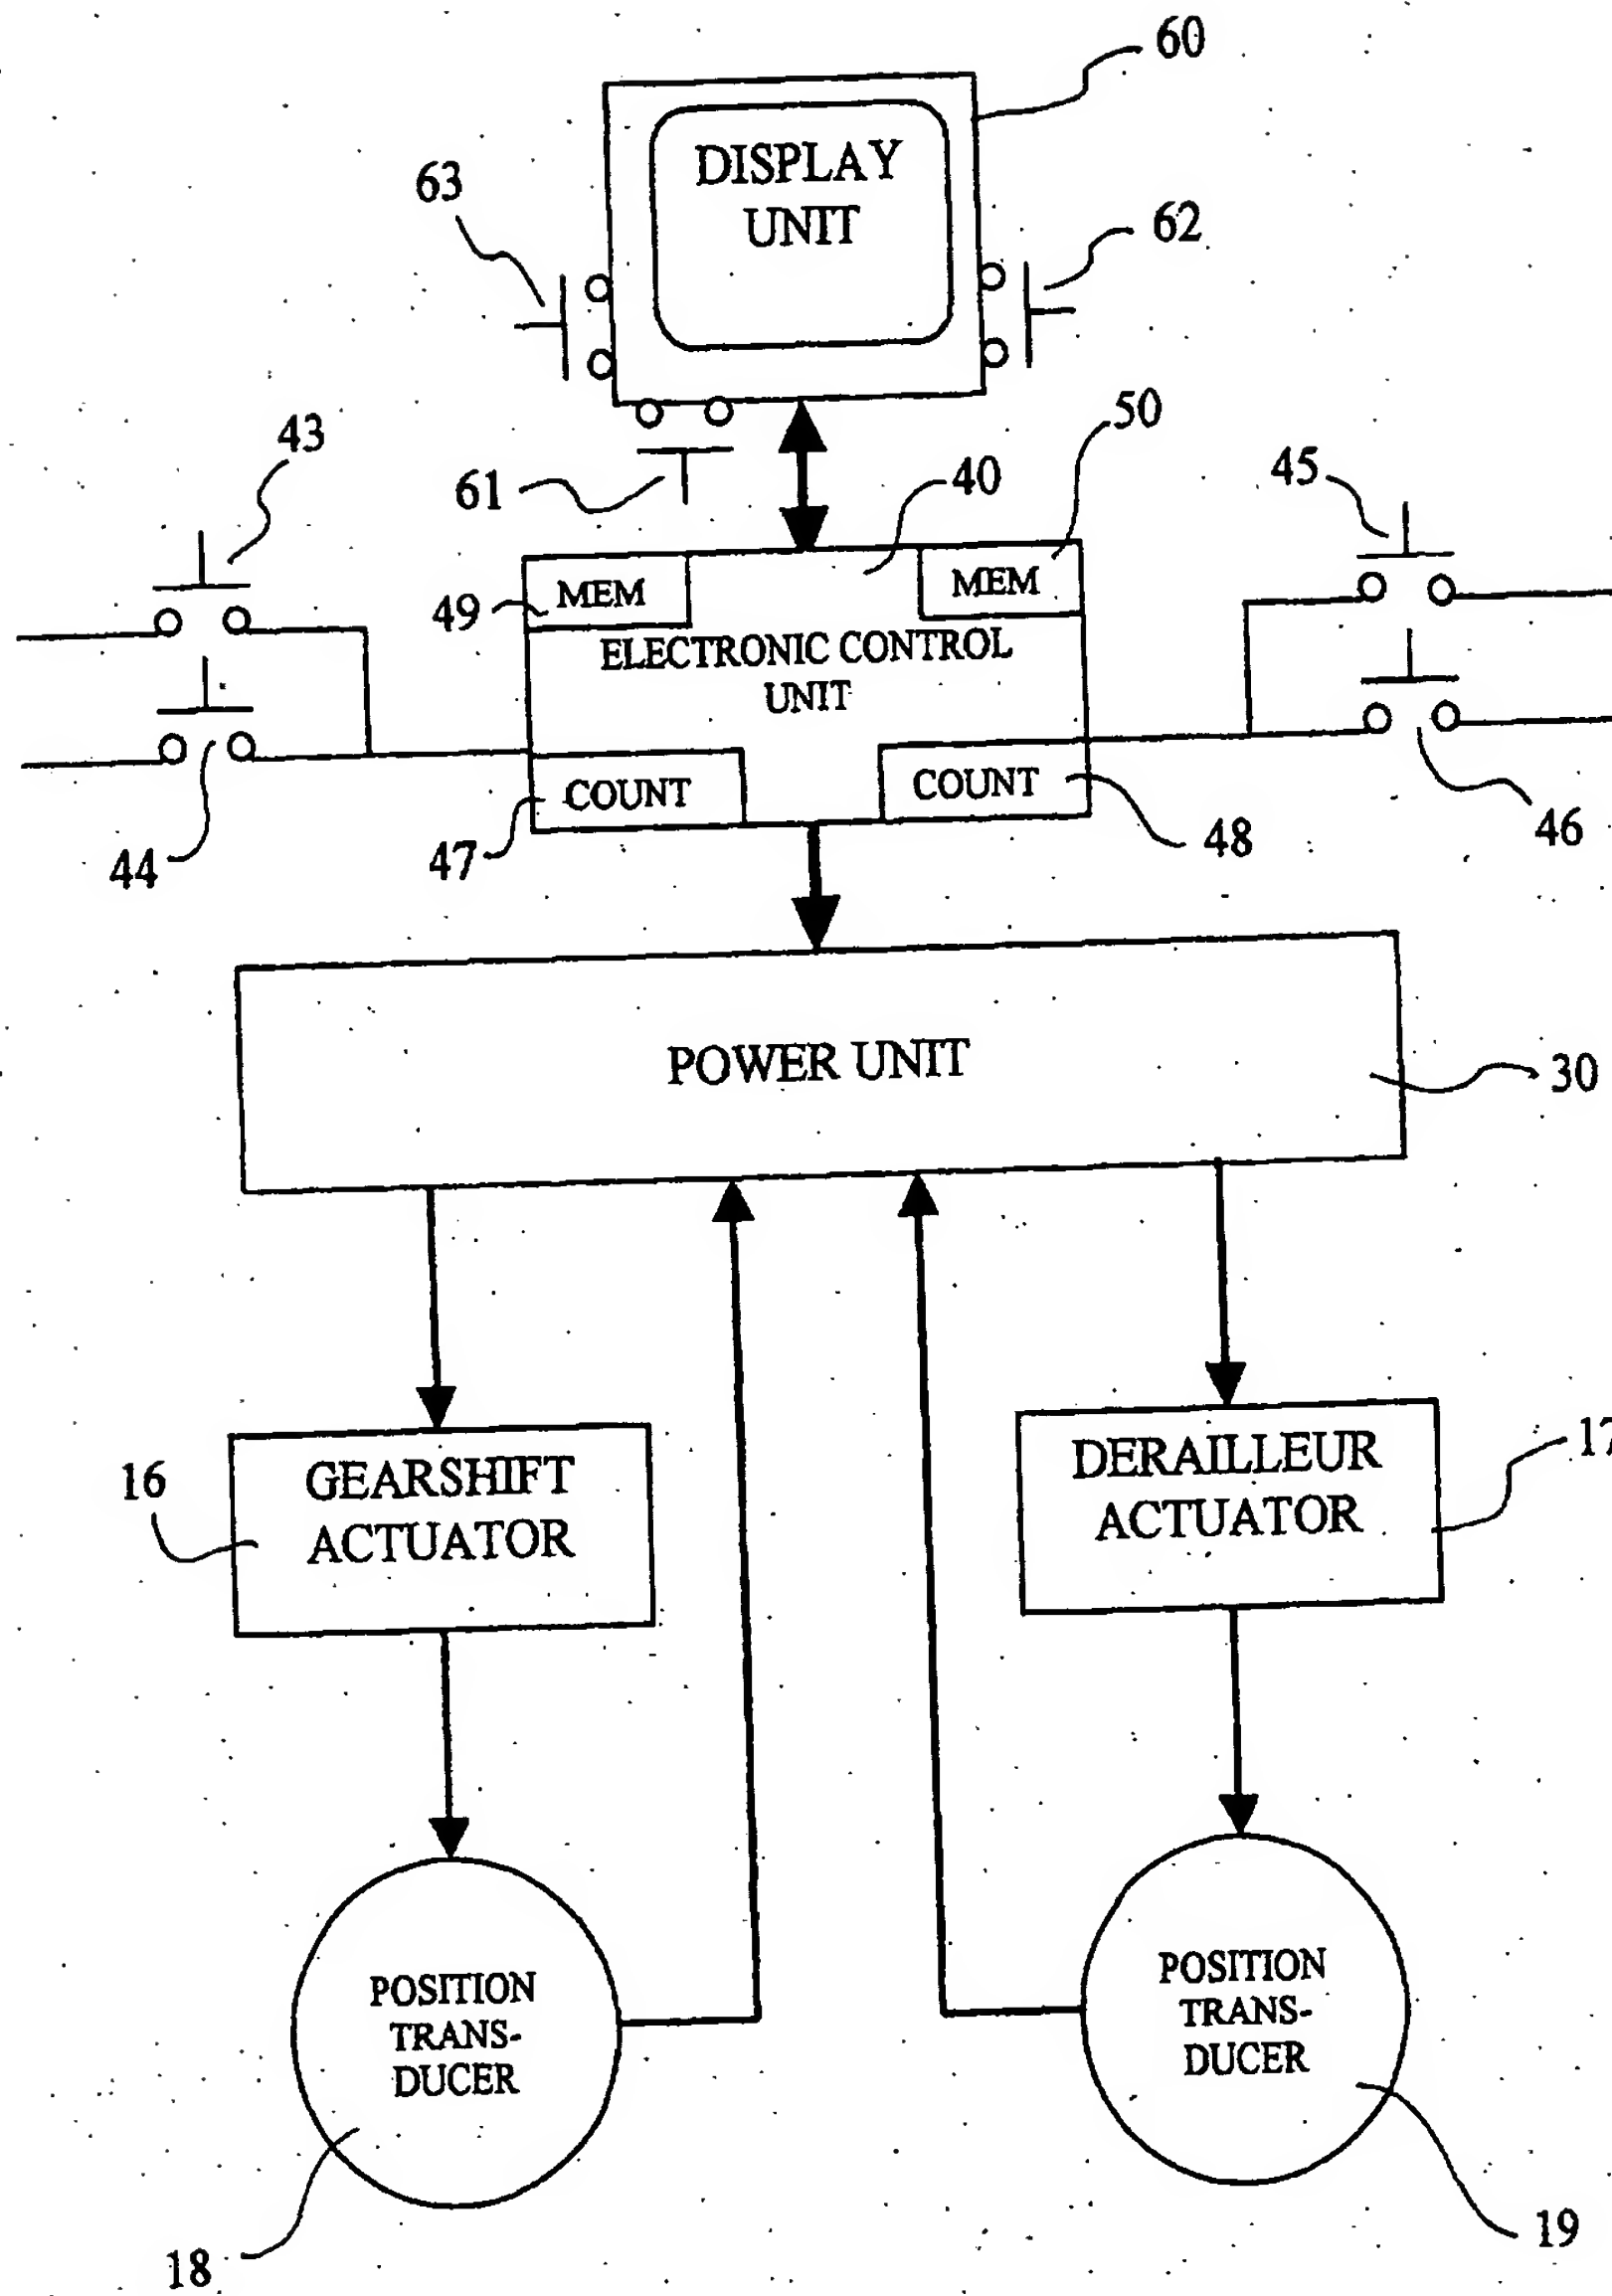 60
DISPLAY
UNIT
63
62
43
61
40
50
45
MEM
MEM
49
ELECTRONIC CONTROL
UNIT
COUNT
COUNT
44
47
48
46
POWER UNIT
30
16
GEARSHIFT
ACTUATOR
DERAILLEUR
ACTUATOR
17
POSITION
TRANS-
DUCER
POSITION
TRANS-
DUCER
18
19